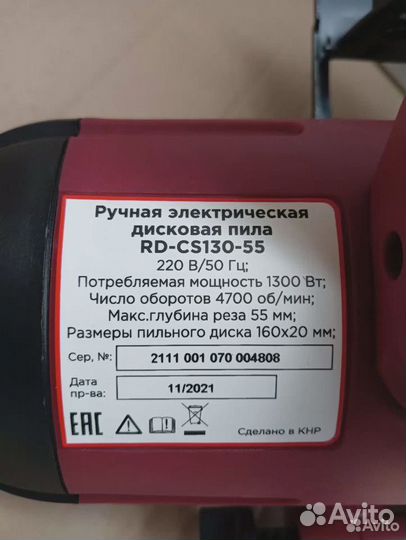 Ручная электрическая
дисковая пила
RD-CS130-55
220 В/50 Гц;
Потребляемая мощность 1300 Вт;
Число оборотов 4700 об/мин;
Макс.глубина реза 55 мм;
Размеры пильного диска 160x20 мм;
Сер, №: 2111 001 070 004808
Дата
пр-ва: 11/2021
EAC
Сделано в КНР
Avito
Avito